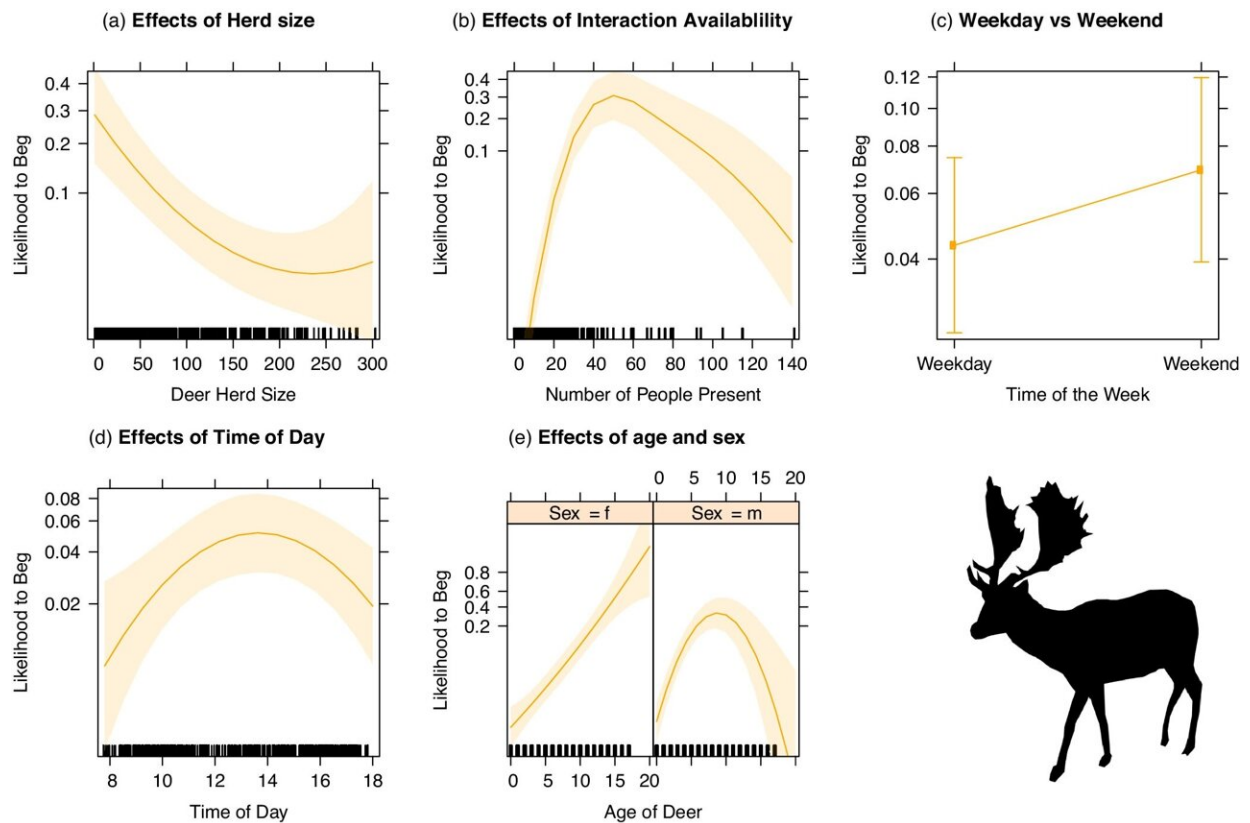 (a) Effects of Herd size
Likelihood to Beg
0.4
0.3
0.2
0.1
0 50 100 150 200 250 300
Deer Herd Size
(b) Effects of Interaction Availablility
Likelihood to Beg
0.4
0.3
0.2
0.1
0 20 40 60 80 100 120 140
Number of People Present
(c) Weekday vs Weekend
Likelihood to Beg
0.12
0.10
0.08
0.06
0.04
Weekday Weekend
Time of the Week
(d) Effects of Time of Day
Likelihood to Beg
0.08
0.06
0.04
0.02
8 10 12 14 16 18
Time of Day
(e) Effects of age and sex
0 5 10 15 20
Sex = f Sex = m
Likelihood to Beg
0.8
0.6
0.4
0.2
0 5 10 15 20
Age of Deer